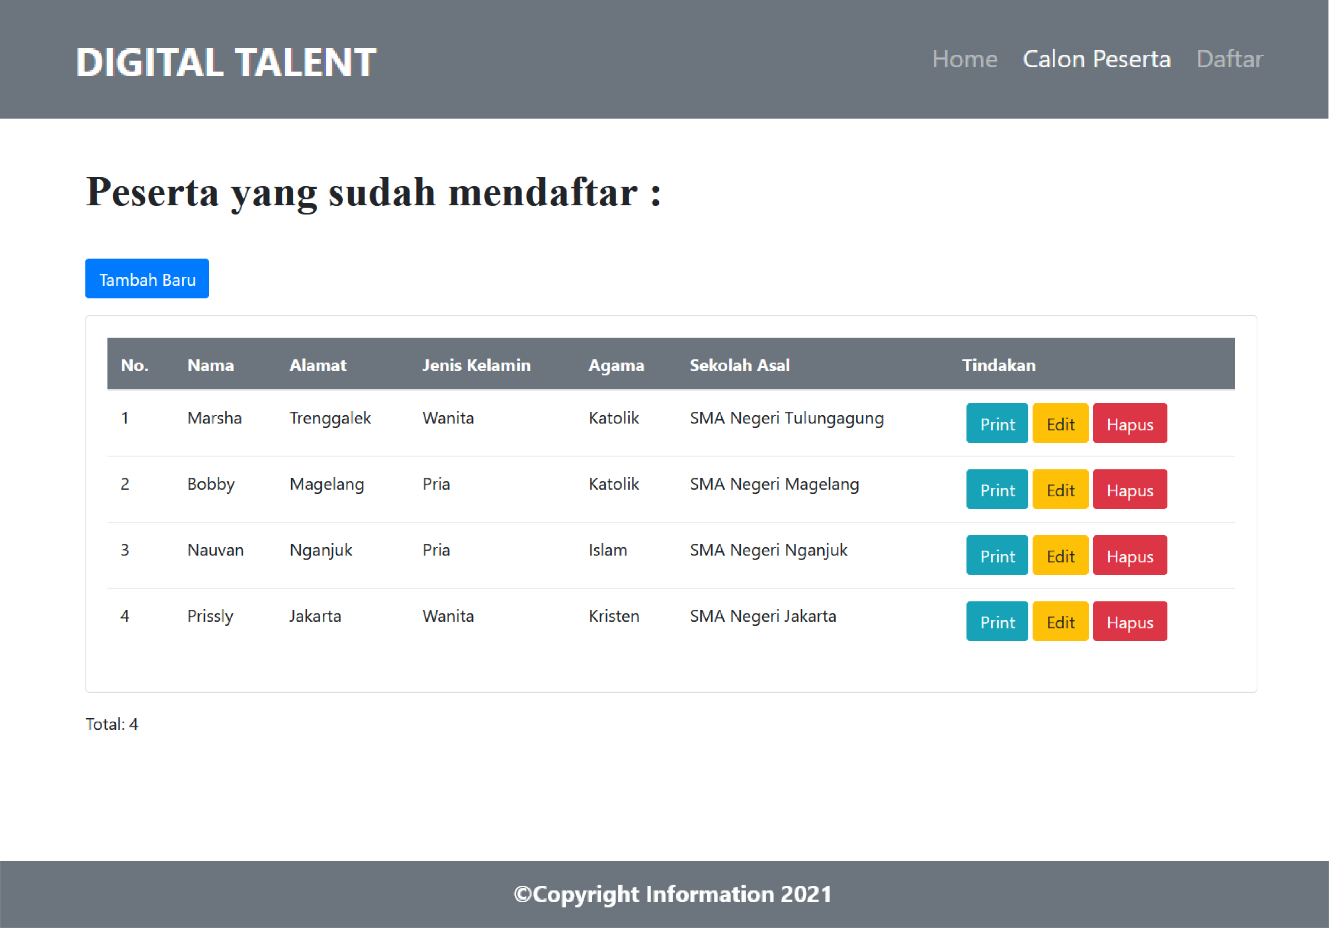 DIGITAL TALENT Home Calon Peserta Daftar
Peserta yang sudah mendaftar :
Tambah Baru
No. Nama Alamat Jenis Kelamin Agama Sekolah Asal Tindakan
1 Marsha Trenggalek Wanita Katolik SMA Negeri Tulungagung Print Edit Hapus
2 Bobby Magelang Pria Katolik SMA Negeri Magelang Print Edit Hapus
3 Nauvan Nganjuk Pria Islam SMA Negeri Nganjuk Print Edit Hapus
4 Prissly Jakarta Wanita Kristen SMA Negeri Jakarta Print Edit Hapus
Total: 4
©Copyright Information 2021